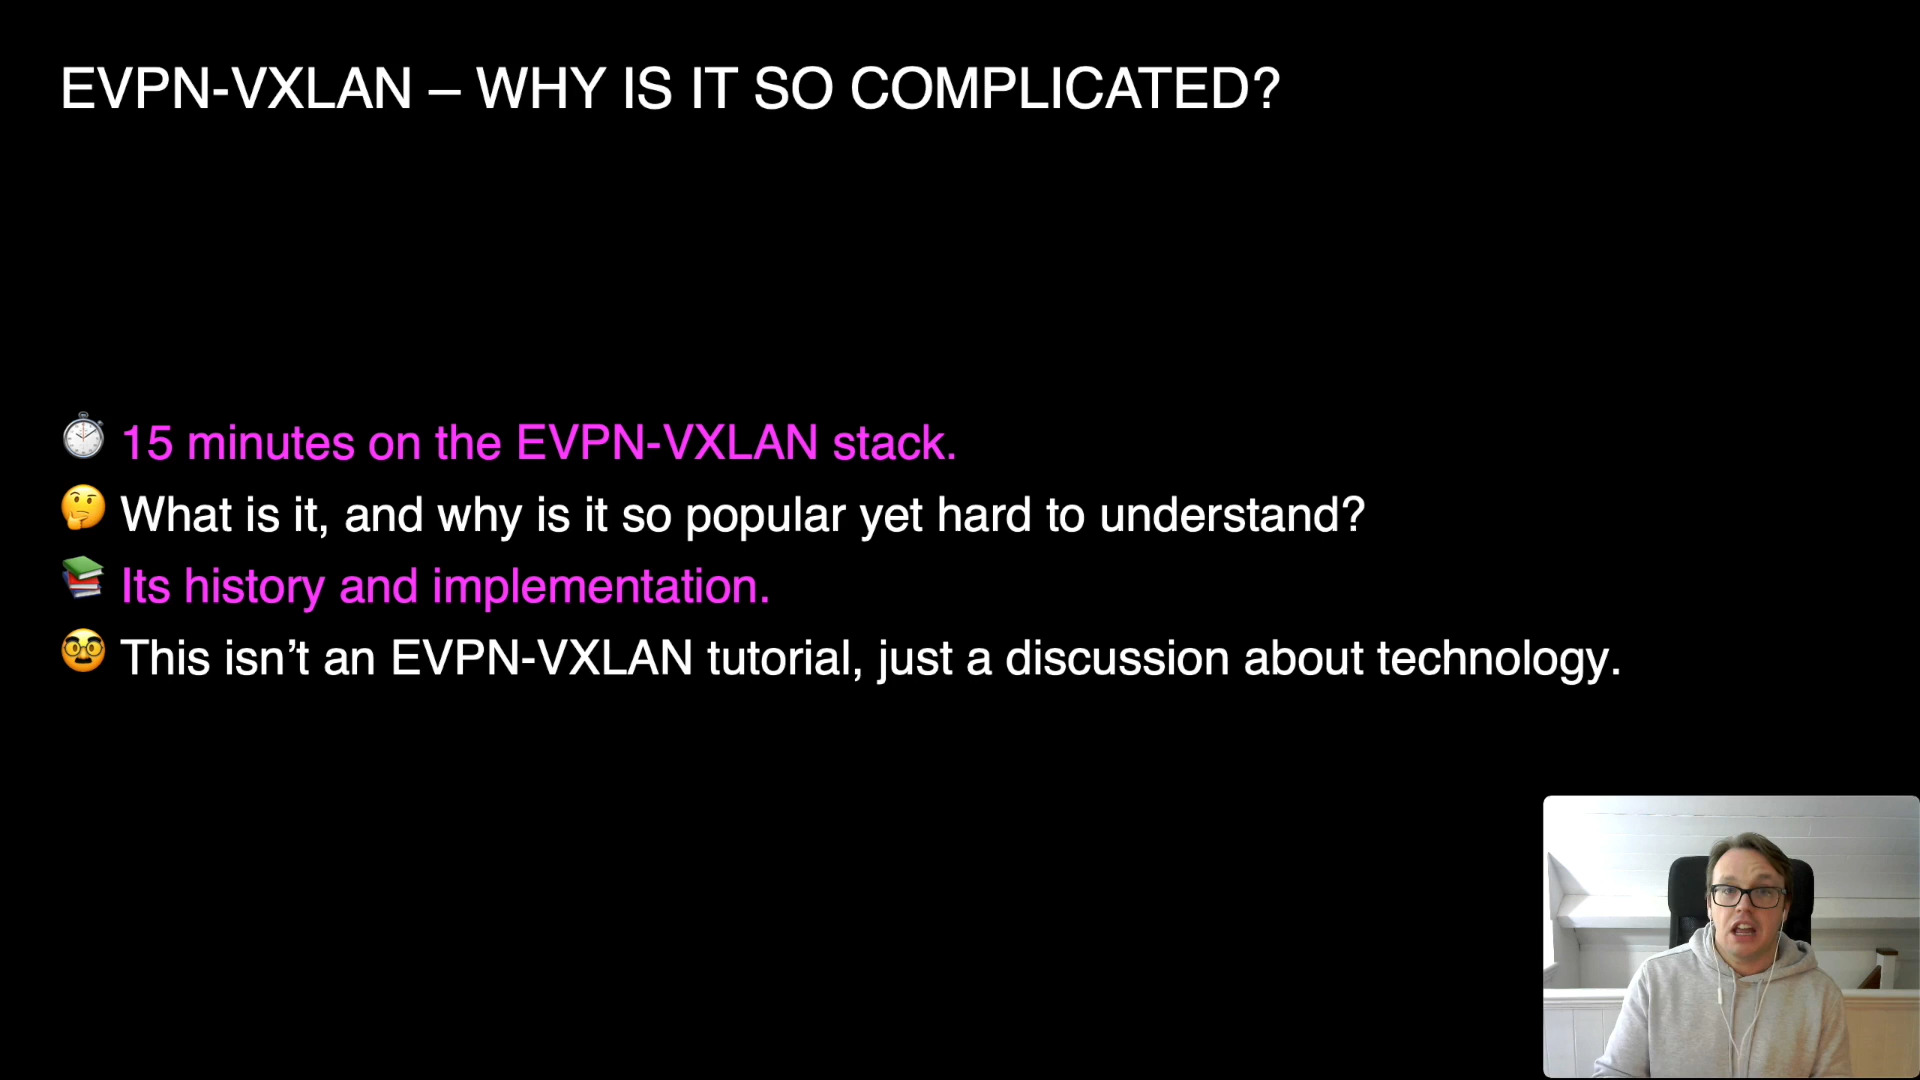 EVPN-VXLAN – WHY IS IT SO COMPLICATED?
15 minutes on the EVPN-VXLAN stack.
What is it, and why is it so popular yet hard to understand?
Its history and implementation.
This isn’t an EVPN-VXLAN tutorial, just a discussion about technology.